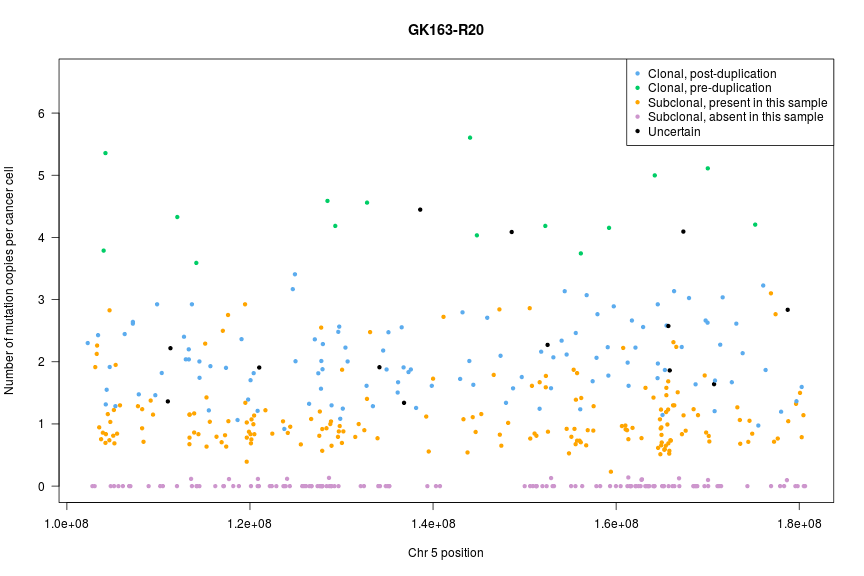 GK163-R20
Clonal, post-duplication
Clonal, pre-duplication
Subclonal, present in this sample
Subclonal, absent in this sample
Uncertain
Number of mutation copies per cancer cell
6
5
4
3
2
1
0
1.0e+08 1.2e+08 1.4e+08 1.6e+08 1.8e+08
Chr 5 position